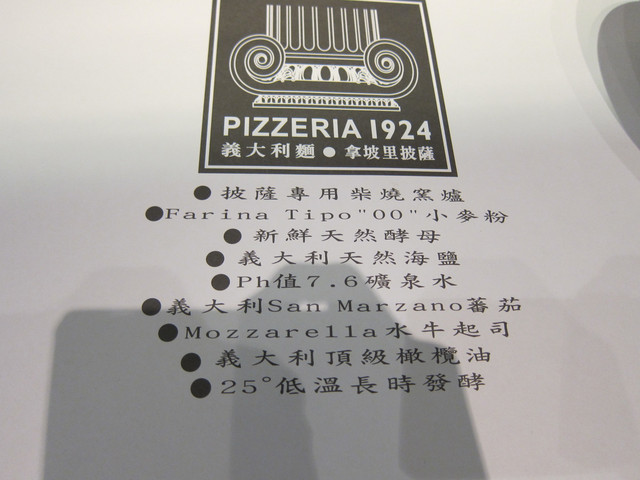 PIZZERIA 1924
義大利麵 ● 拿坡里披薩
●披薩專用柴燒窯爐
●Farina Tipo"00"小麥粉
●新鮮天然酵母
●義大利天然海鹽
●Ph值7.6礦泉水
●義大利San Marzano蕃茄
●Mozzarella水牛起司
●義大利頂級橄欖油
●25°低溫長時發酵